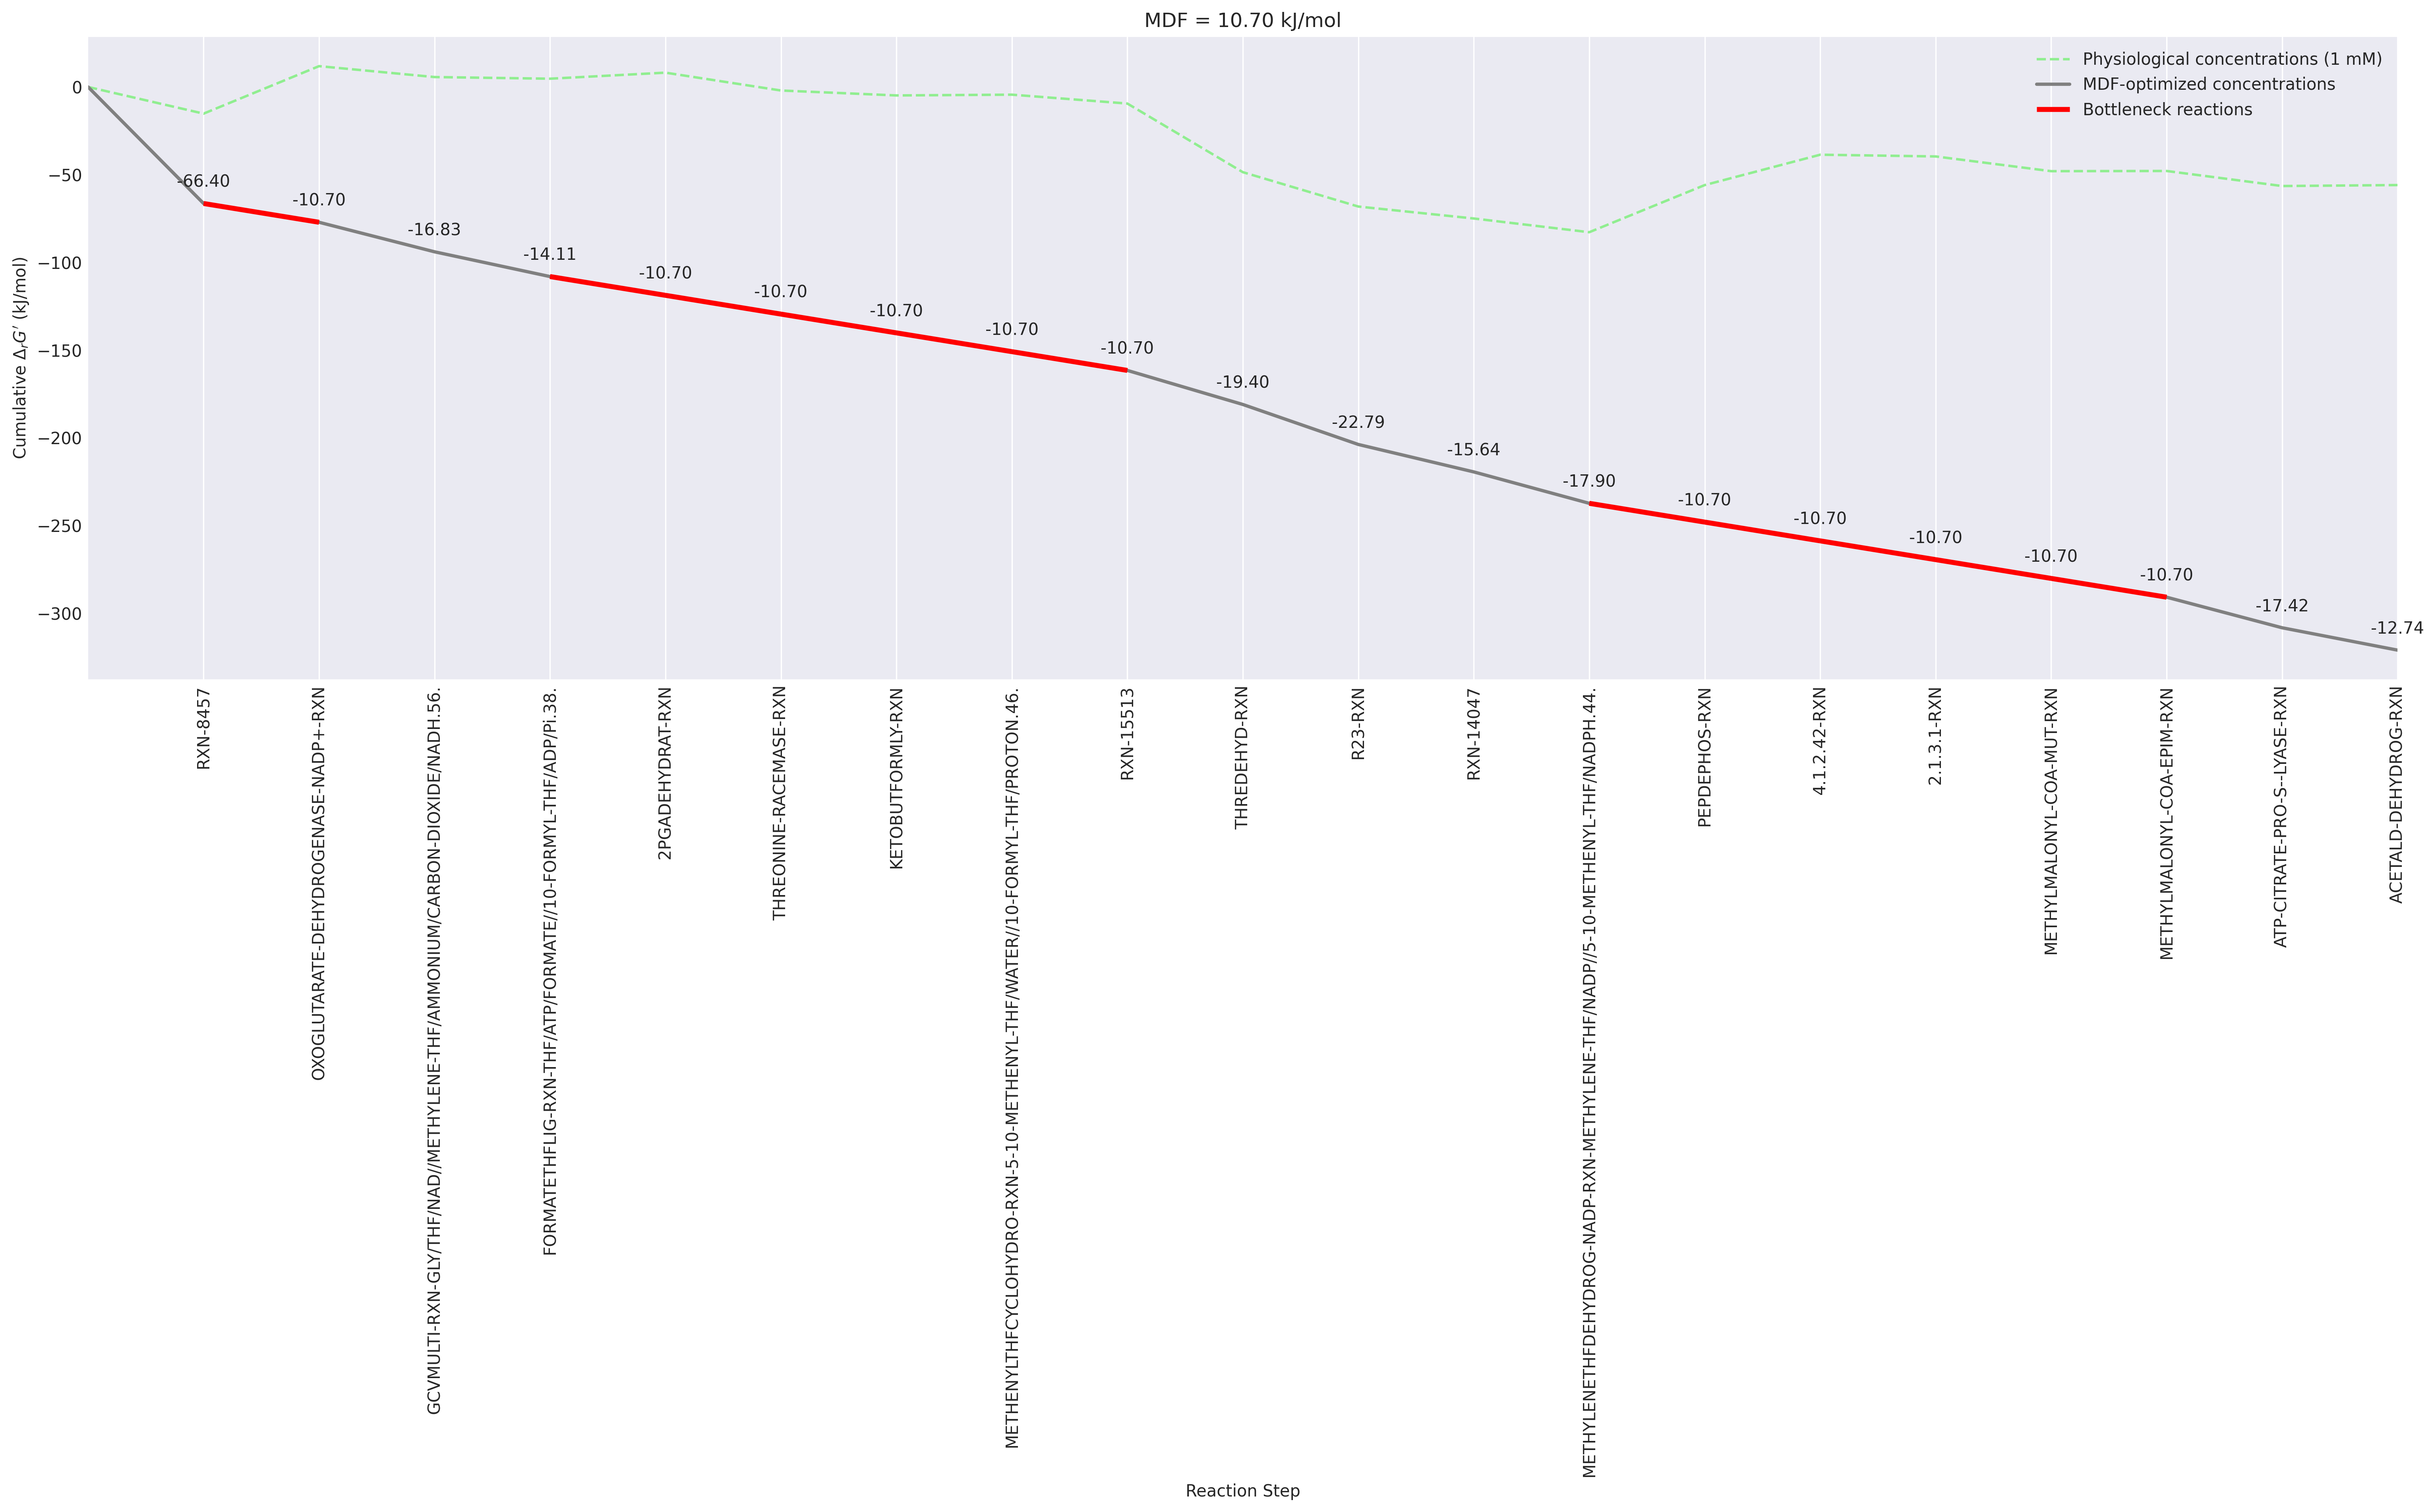 MDF = 10.70 kJ/mol
Physiological concentrations (1 mM)
MDF-optimized concentrations
Bottleneck reactions
Cumulative ΔrG′ (kJ/mol)
0
−50
−100
−150
−200
−250
−300
-66.40
-10.70
-16.83
-14.11
-10.70
-10.70
-10.70
-10.70
-10.70
-19.40
-22.79
-15.64
-17.90
-10.70
-10.70
-10.70
-10.70
-10.70
-17.42
-12.74
RXN-8457
OXOGLUTARATE-DEHYDROGENASE-NADP+-RXN
GCVMULTI-RXN-GLY/THF/NAD//METHYLENE-THF/AMMONIUM/CARBON-DIOXIDE/NADH.56.
FORMATETHFLIG-RXN-THF/ATP/FORMATE//10-FORMYL-THF/ADP/Pi.38.
2PGADEHYDRAT-RXN
THREONINE-RACEMASE-RXN
KETOBUTFORMLY-RXN
METHENYLTHFCYCLOHYDRO-RXN-5-10-METHENYL-THF/WATER//10-FORMYL-THF/PROTON.46.
RXN-15513
THREDEHYD-RXN
R23-RXN
RXN-14047
METHYLENETHFDEHYDROG-NADP-RXN-METHYLENE-THF/NADP//5-10-METHENYL-THF/NADPH.44.
PEPDEPHOS-RXN
4.1.2.42-RXN
2.1.3.1-RXN
METHYLMALONYL-COA-MUT-RXN
METHYLMALONYL-COA-EPIM-RXN
ATP-CITRATE-PRO-S--LYASE-RXN
ACETALD-DEHYDROG-RXN
Reaction Step